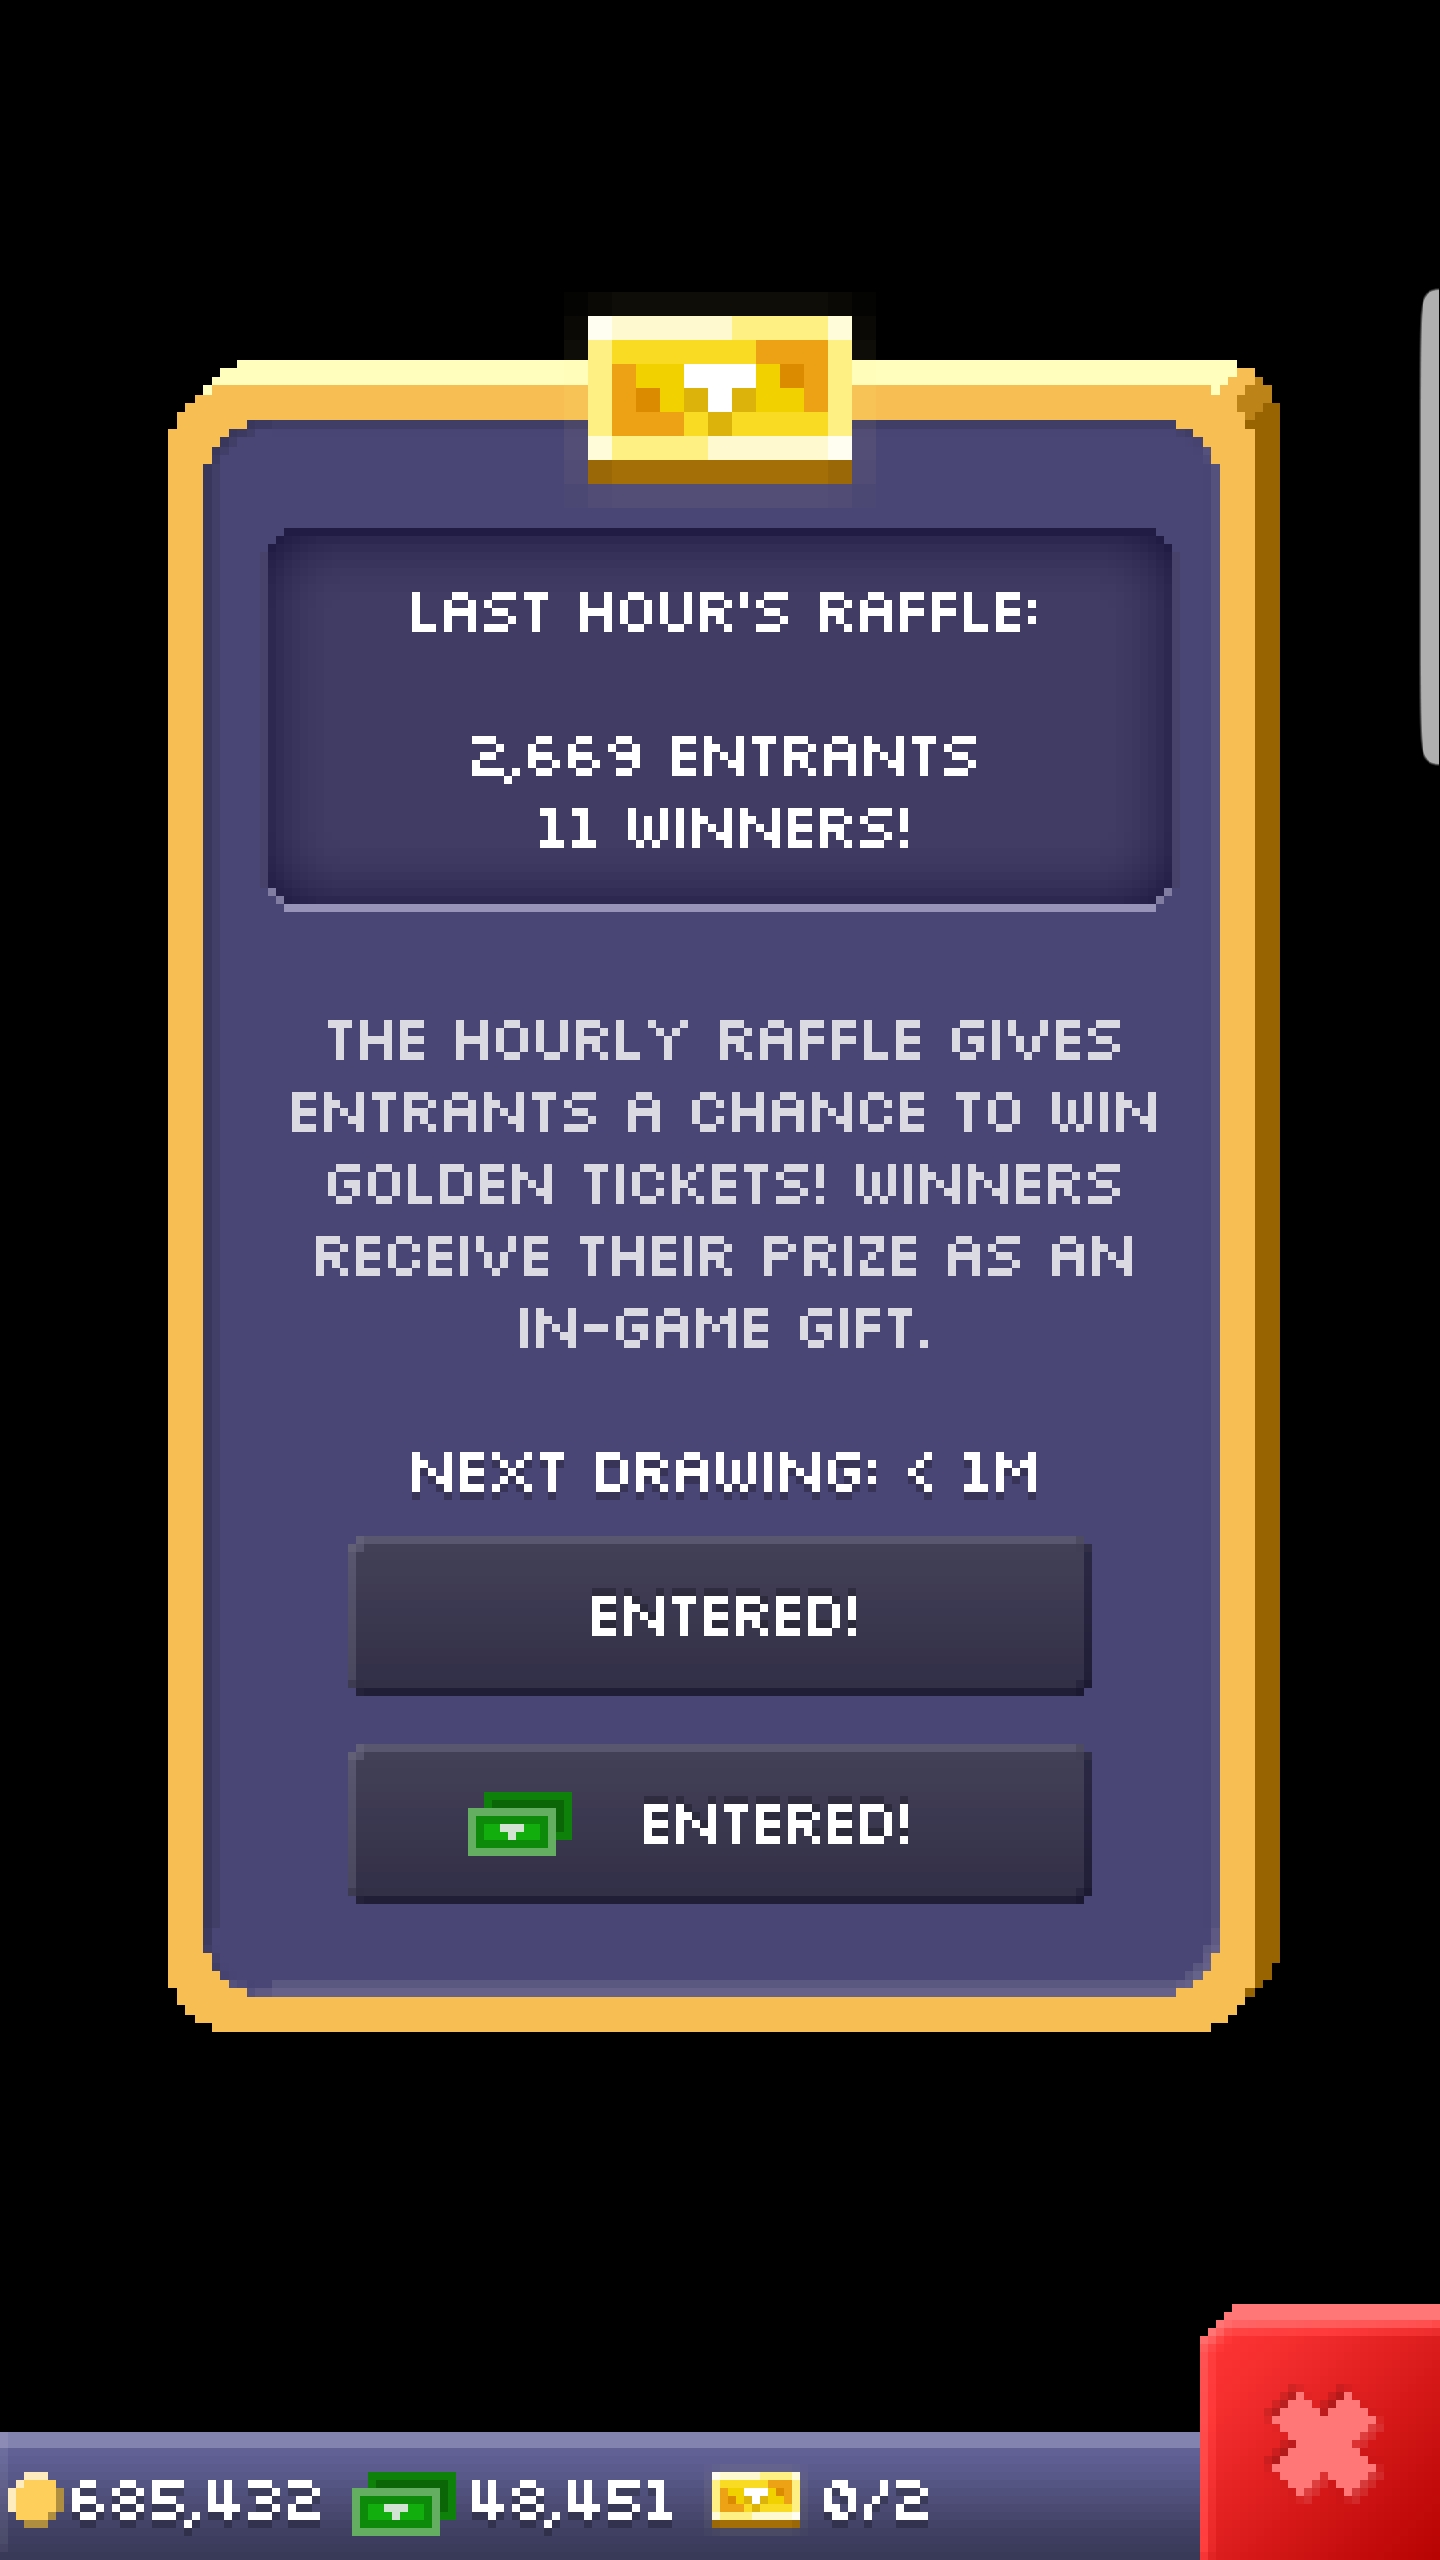 LAST HOUR'S RAFFLE:
2,669 ENTRANTS
11 WINNERS!
THE HOURLY RAFFLE GIVES
ENTRANTS A CHANCE TO WIN
GOLDEN TICKETS! WINNERS
RECEIVE THEIR PRIZE AS AN
IN-GAME GIFT.
NEXT DRAWING: < 1M
ENTERED!
ENTERED!
685,432 48,451 0/2